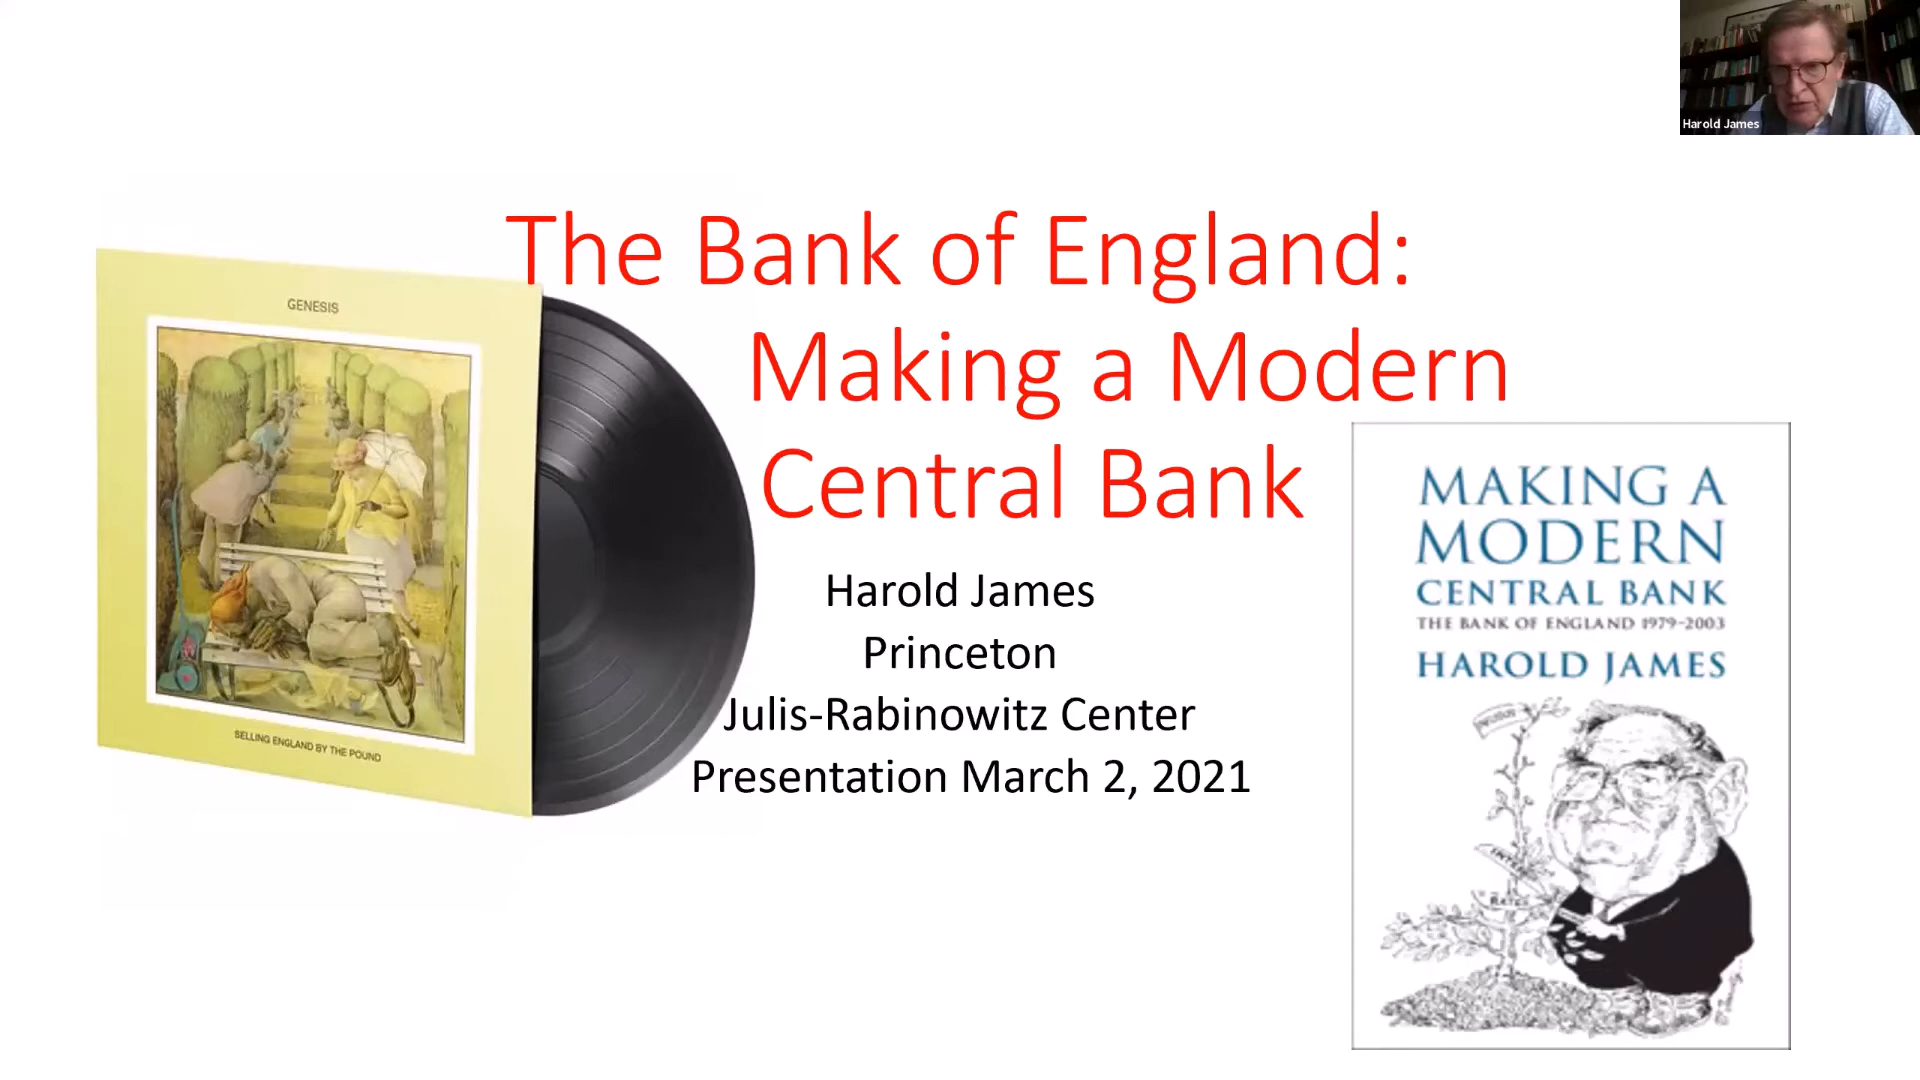 Harold James
The Bank of England:
Making a Modern
Central Bank
Harold James
Princeton
Julis-Rabinowitz Center
Presentation March 2, 2021
GENESIS
SELLING ENGLAND BY THE POUND
MAKING A
MODERN
CENTRAL BANK
THE BANK OF ENGLAND 1979-2003
HAROLD JAMES
RATES